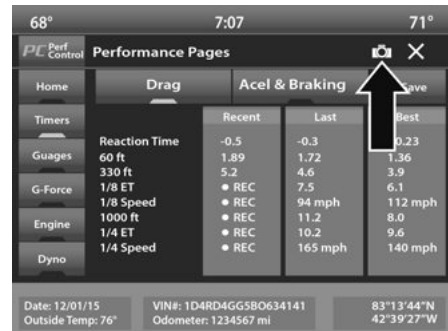 68° 7:07 71°
PC Perf Control Performance Pages
Home Drag Acel & Braking ave
Timers Recent Last Best
Reaction Time -0.5 -0.3 0.23
Guages 60 ft 1.89 1.72 1.36
330 ft 5.2 4.6 3.9
G-Force 1/8 ET REC 7.5 6.1
1/8 Speed REC 94 mph 112 mph
Engine 1000 ft REC 11.2 8.0
1/4 ET REC 10.2 9.6
Dyno 1/4 Speed REC 165 mph 140 mph
Date: 12/01/15 VIN#: 1D4RD4GG5BO634141 83°13'44"N
Outside Temp: 76° Odometer: 1234567 mi 42°39'27"W